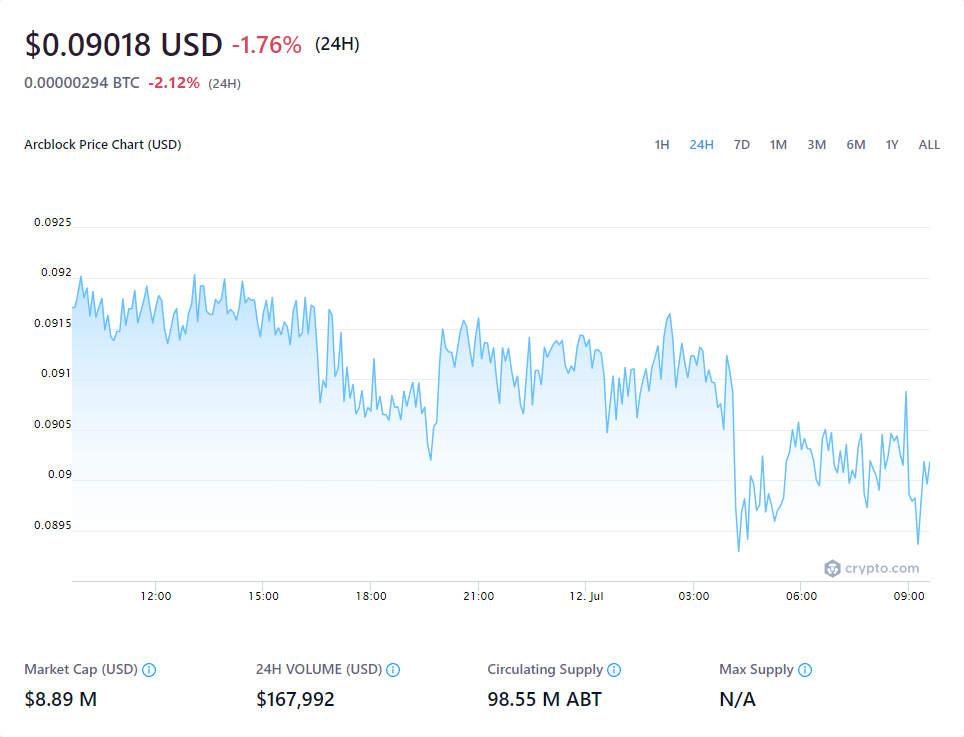 $0.09018 USD -1.76% (24H)
0.00000294 BTC -2.12% (24H)
Arcblock Price Chart (USD) 1H 24H 7D 1M 3M 6M 1Y ALL
0.0925
0.092
0.0915
0.091
0.0905
0.09
0.0895
crypto.com
12:00 15:00 18:00 21:00 12. Jul 03:00 06:00 09:00
Market Cap (USD) 24H VOLUME (USD) Circulating Supply Max Supply
$8.89 M $167,992 98.55 M ABT N/A